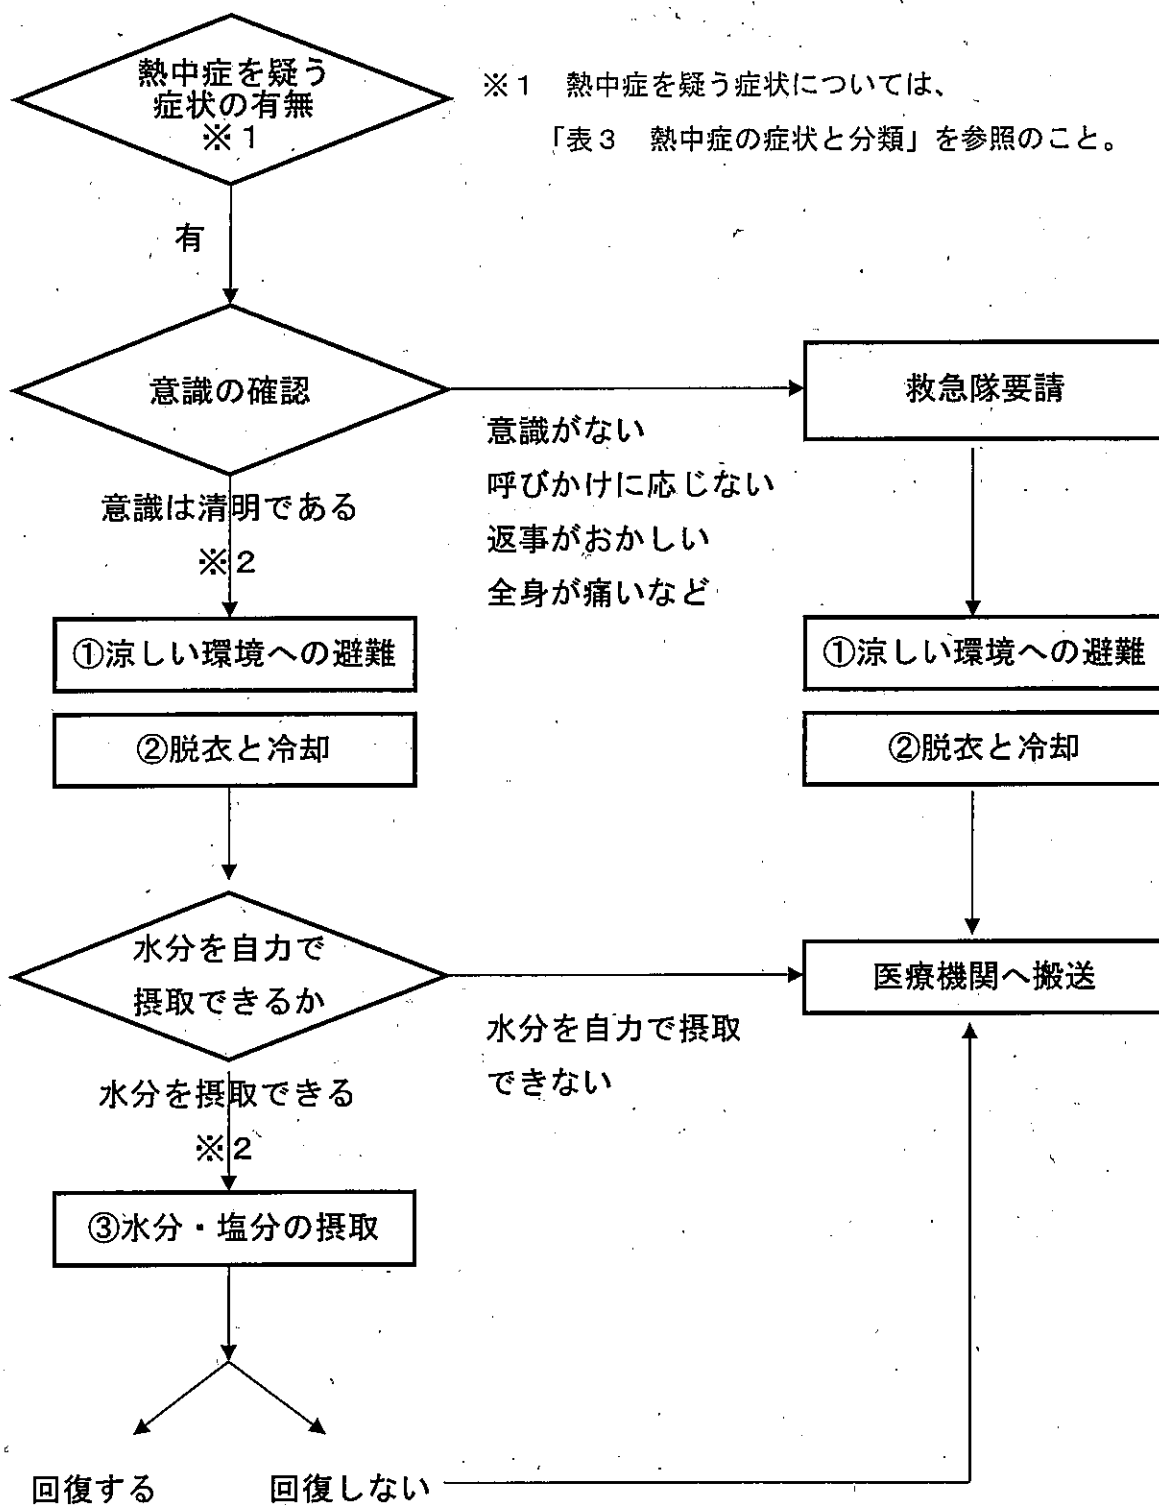 熱中症を疑う
症状の有無
※1
※1 熱中症を疑う症状については、
「表3 熱中症の症状と分類」を参照のこと。
有
意識の確認
救急隊要請
意識がない
呼びかけに応じない
返事がおかしい
全身が痛いなど
意識は清明である
※2
①涼しい環境への避難
①涼しい環境への避難
②脱衣と冷却
②脱衣と冷却
水分を自力で
摂取できるか
医療機関へ搬送
水分を自力で摂取
できない
水分を摂取できる
※2
③水分・塩分の摂取
回復する
回復しない